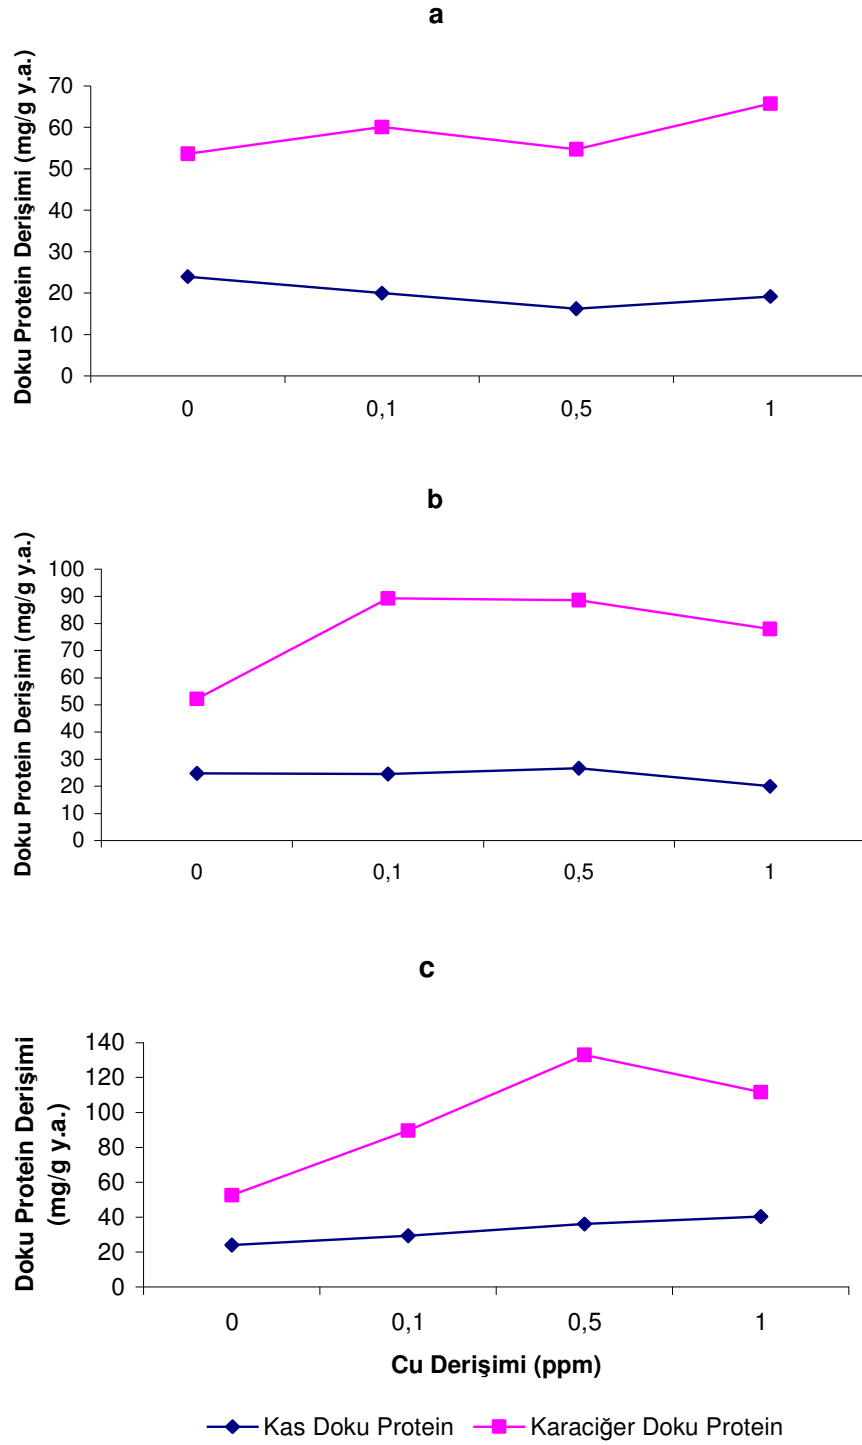 a
Doku Protein Derişimi (mg/g y.a.)
70
60
50
40
30
20
10
0
0 0,1 0,5 1
b
Doku Protein Derişimi (mg/g y.a.)
100
90
80
70
60
50
40
30
20
10
0
0 0,1 0,5 1
c
Doku Protein Derişimi
(mg/g y.a.)
140
120
100
80
60
40
20
0
0 0,1 0,5 1
Cu Derişimi (ppm)
Kas Doku Protein Karaciğer Doku Protein